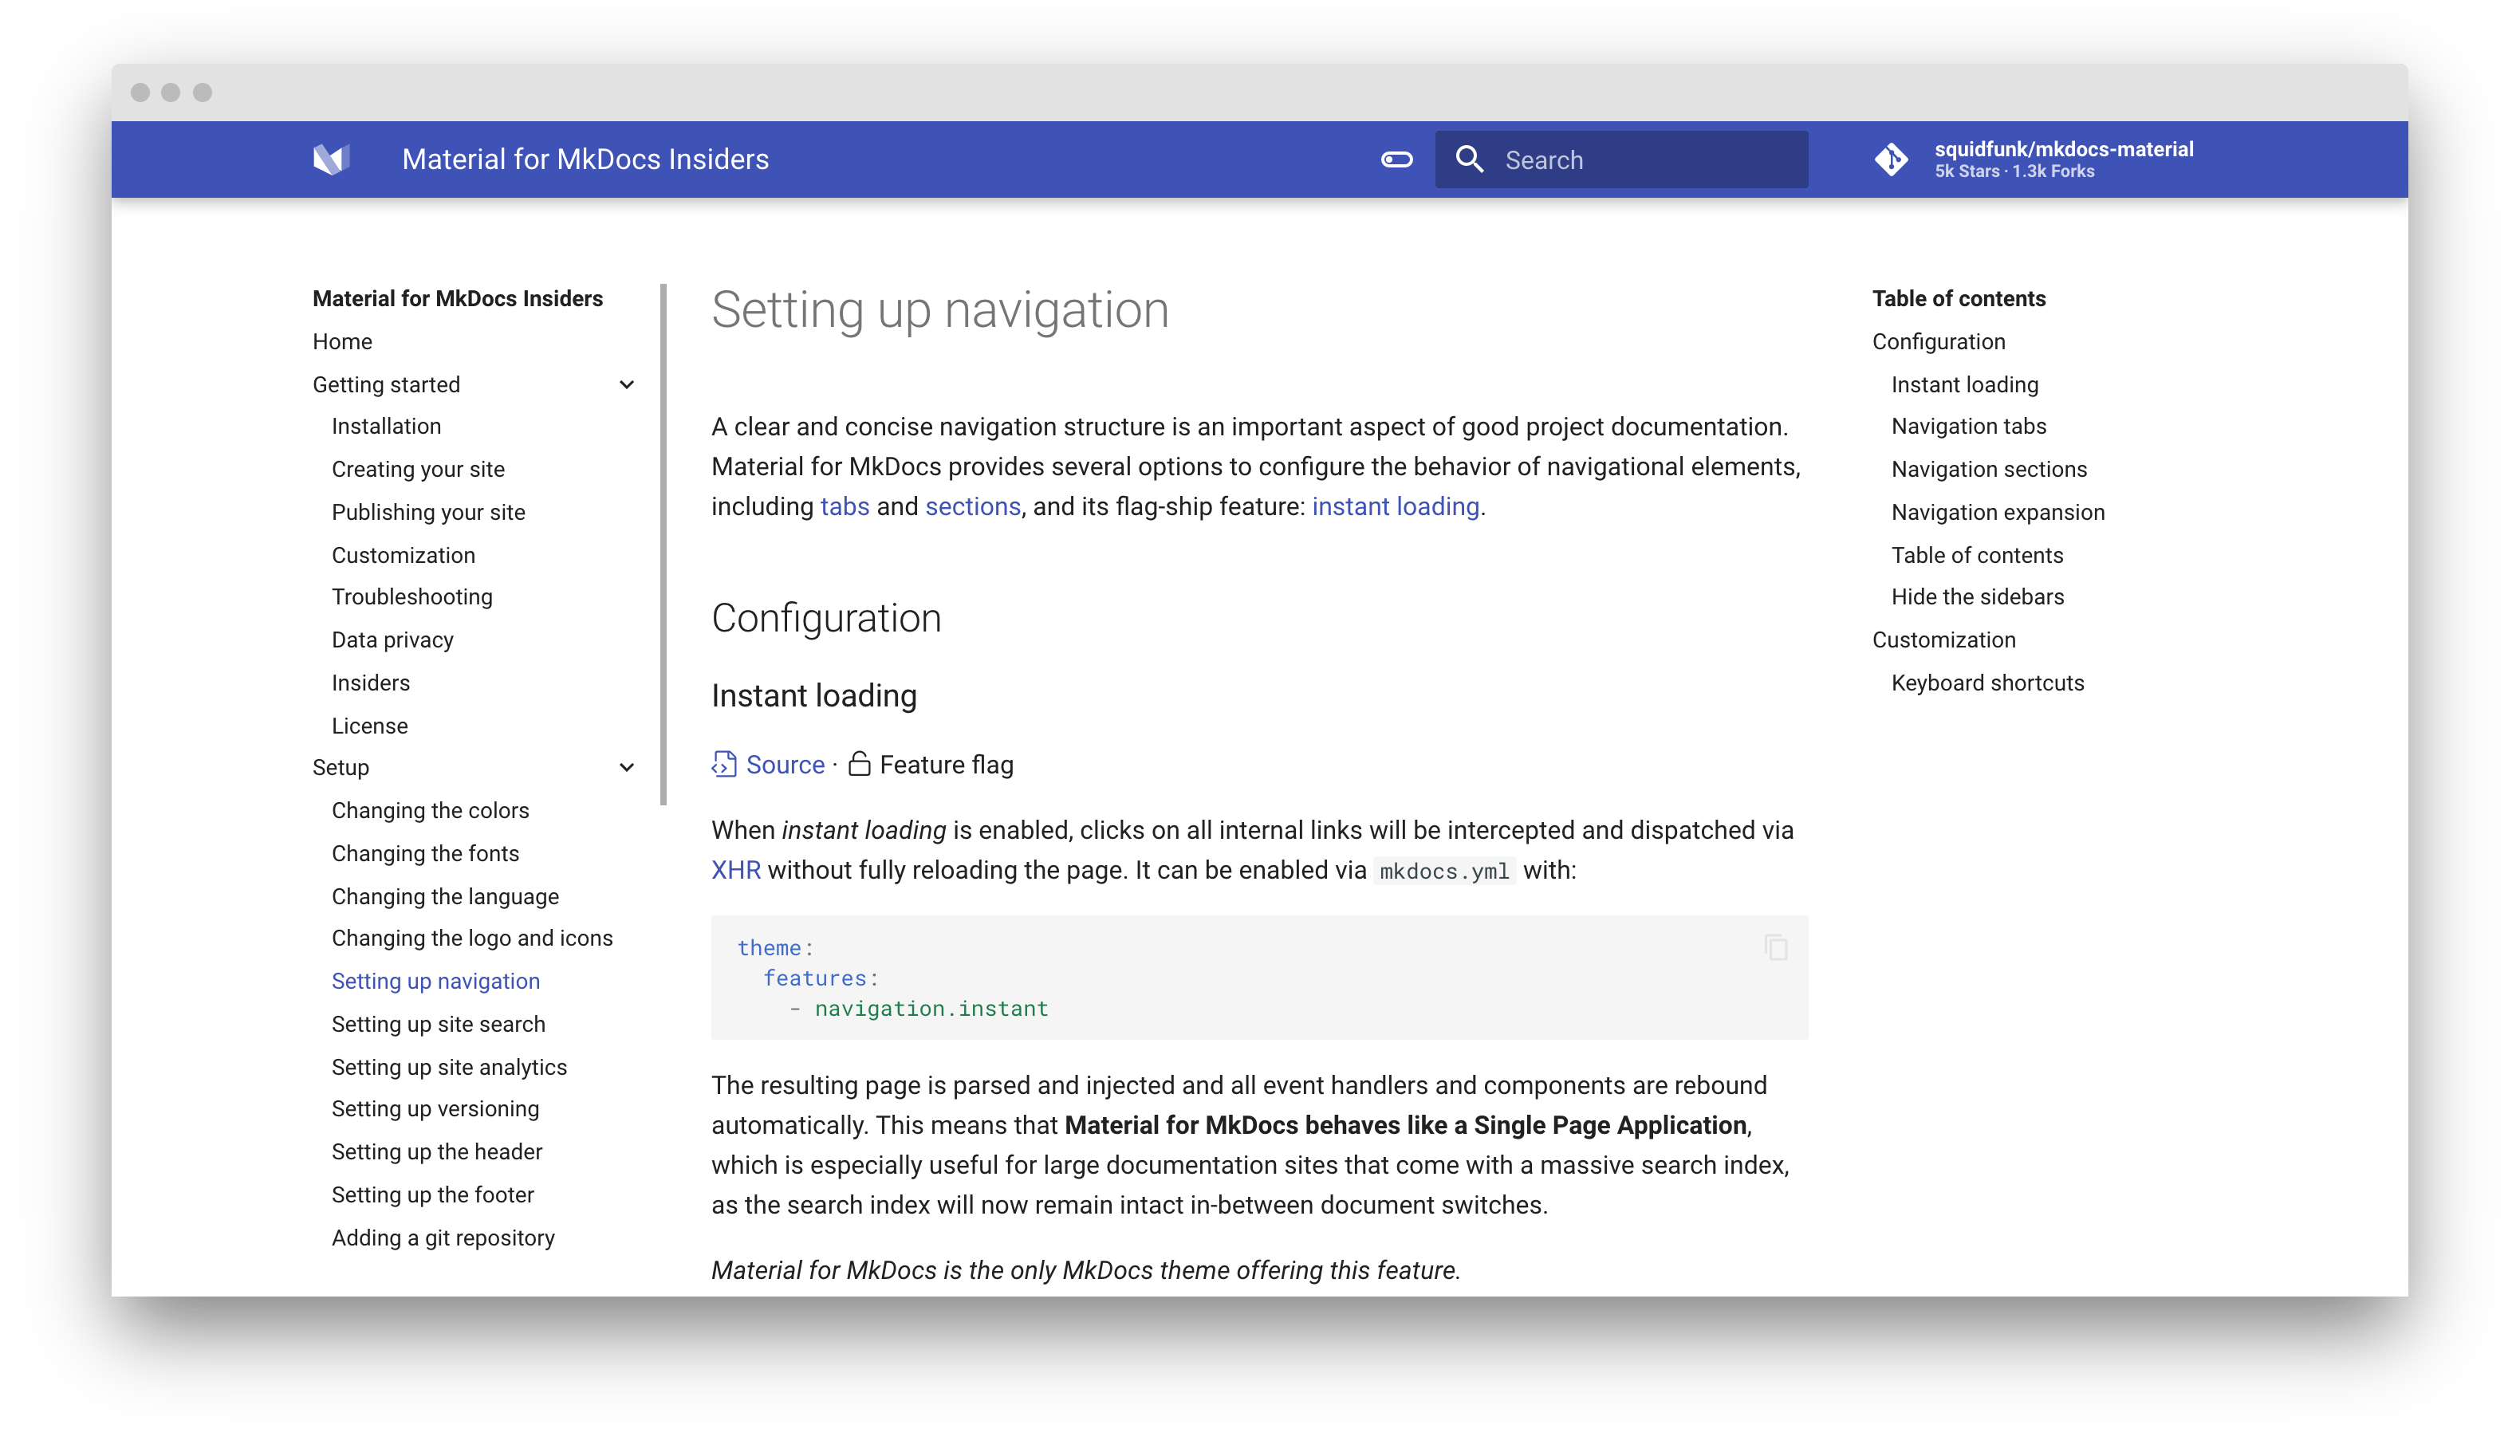 Material for MkDocs Insiders
Search
squidfunk/mkdocs-material
5k Stars · 1.3k Forks
Material for MkDocs Insiders
Home
Getting started
Installation
Creating your site
Publishing your site
Customization
Troubleshooting
Data privacy
Insiders
License
Setup
Changing the colors
Changing the fonts
Changing the language
Changing the logo and icons
Setting up navigation
Setting up site search
Setting up site analytics
Setting up versioning
Setting up the header
Setting up the footer
Adding a git repository
Setting up navigation
A clear and concise navigation structure is an important aspect of good project documentation.
Material for MkDocs provides several options to configure the behavior of navigational elements,
including tabs and sections, and its flag-ship feature: instant loading.
Configuration
Instant loading
Source · Feature flag
When instant loading is enabled, clicks on all internal links will be intercepted and dispatched via
XHR without fully reloading the page. It can be enabled via mkdocs.yml with:
theme:
  features:
    - navigation.instant
The resulting page is parsed and injected and all event handlers and components are rebound
automatically. This means that Material for MkDocs behaves like a Single Page Application,
which is especially useful for large documentation sites that come with a massive search index,
as the search index will now remain intact in-between document switches.
Material for MkDocs is the only MkDocs theme offering this feature.
Table of contents
Configuration
Instant loading
Navigation tabs
Navigation sections
Navigation expansion
Table of contents
Hide the sidebars
Customization
Keyboard shortcuts